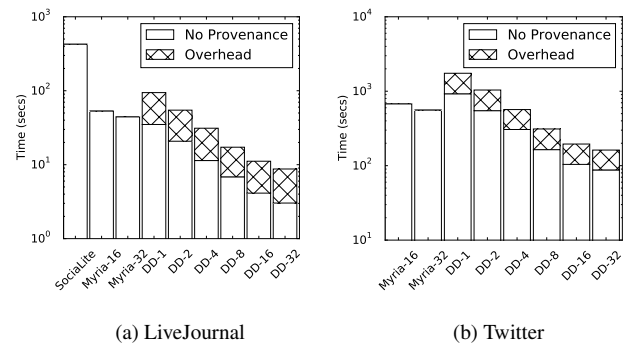 10^3
10^2
10^1
10^0
Time (secs)
No Provenance
Overhead
SociaLite
Myria-16
Myria-32
DD-1
DD-2
DD-4
DD-8
DD-16
DD-32
(a) LiveJournal
10^4
10^3
10^2
10^1
Time (secs)
No Provenance
Overhead
Myria-16
Myria-32
DD-1
DD-2
DD-4
DD-8
DD-16
DD-32
(b) Twitter